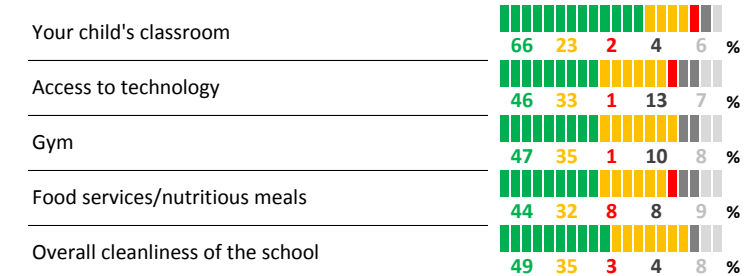 Your child's classroom
66 23 2 4 6 %
Access to technology
46 33 1 13 7 %
Gym
47 35 1 10 8 %
Food services/nutritious meals
44 32 8 8 9 %
Overall cleanliness of the school
49 35 3 4 8 %